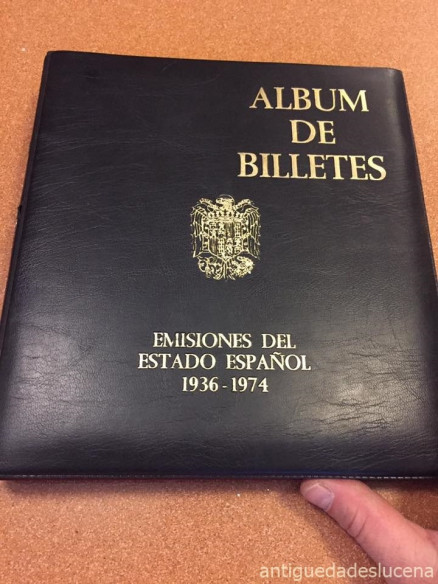 ALBUM
DE
BILLETES
EMISIONES DEL
ESTADO ESPAÑOL
1936-1974
antiguedadeslucena